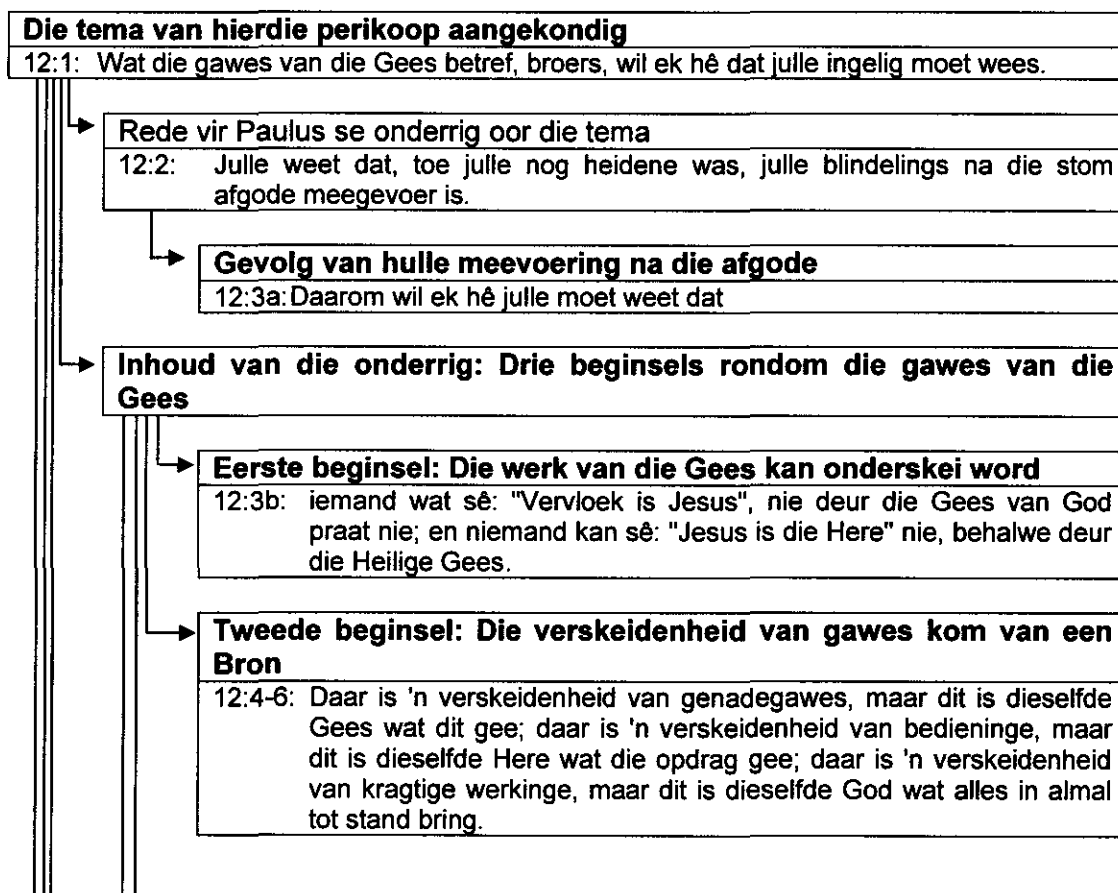 Die tema van hierdie perikoop aangekondig
12:1: Wat die gawes van die Gees betref, broers, wil ek hê dat julle ingelig moet wees.
Rede vir Paulus se onderrig oor die tema
12:2: Julle weet dat, toe julle nog heidene was, julle blindelings na die stom
afgode meegevoer is.
Gevolg van hulle meevoering na die afgode
12:3a: Daarom wil ek hê julle moet weet dat
Inhoud van die onderrig: Drie beginsels rondom die gawes van die
Gees
Eerste beginsel: Die werk van die Gees kan onderskei word
12:3b: iemand wat sê: "Vervloek is Jesus", nie deur die Gees van God
praat nie; en niemand kan sê: "Jesus is die Here" nie, behalwe deur
die Heilige Gees.
Tweede beginsel: Die verskeidenheid van gawes kom van een
Bron
12:4-6: Daar is 'n verskeidenheid van genadegawes, maar dit is dieselfde
Gees wat dit gee; daar is 'n verskeidenheid van bedieninge, maar
dit is dieselfde Here wat die opdrag gee; daar is 'n verskeidenheid
van kragtige werkinge, maar dit is dieselfde God wat alles in almal
tot stand bring.